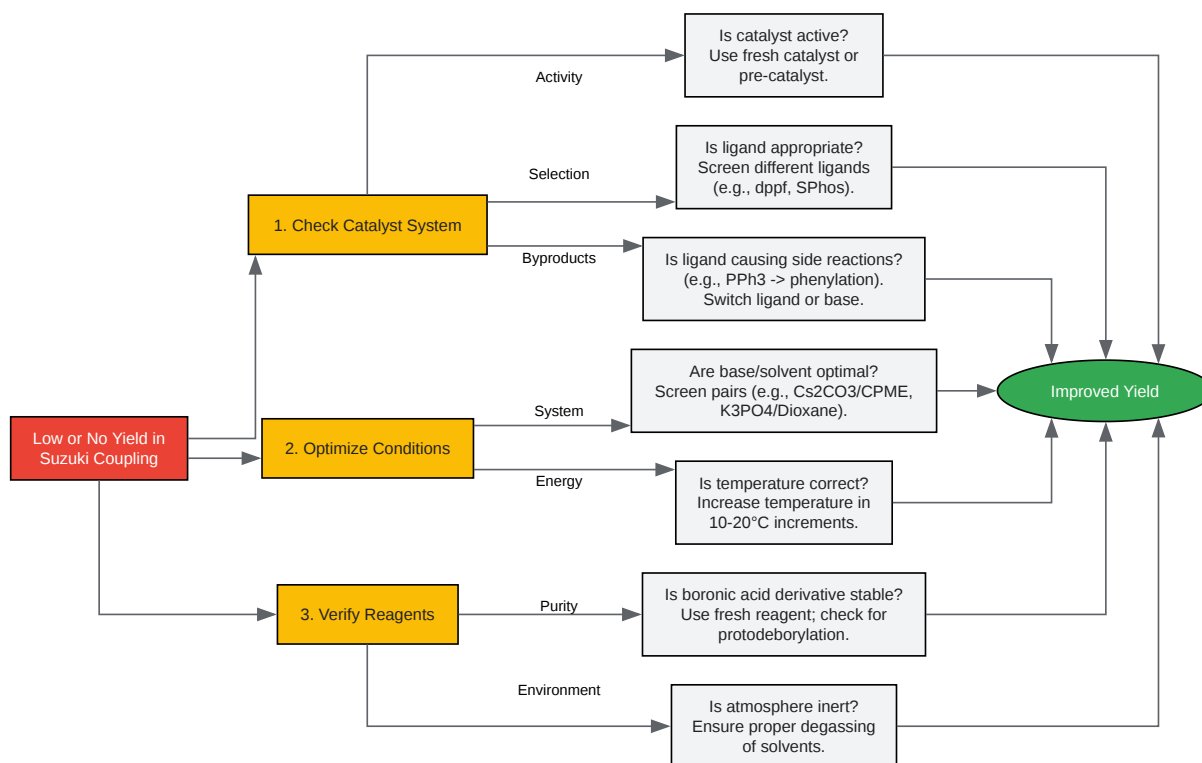 Low or No Yield in
Suzuki Coupling
1. Check Catalyst System
Activity
Is catalyst active?
Use fresh catalyst or
pre-catalyst.
Selection
Is ligand appropriate?
Screen different ligands
(e.g., dppf, SPhos).
Byproducts
Is ligand causing side reactions?
(e.g., PPh3 -> phenylation).
Switch ligand or base.
2. Optimize Conditions
System
Are base/solvent optimal?
Screen pairs (e.g., Cs2CO3/CPME,
K3PO4/Dioxane).
Energy
Is temperature correct?
Increase temperature in
10-20°C increments.
3. Verify Reagents
Purity
Is boronic acid derivative stable?
Use fresh reagent; check for
protodeborylation.
Environment
Is atmosphere inert?
Ensure proper degassing
of solvents.
Improved Yield